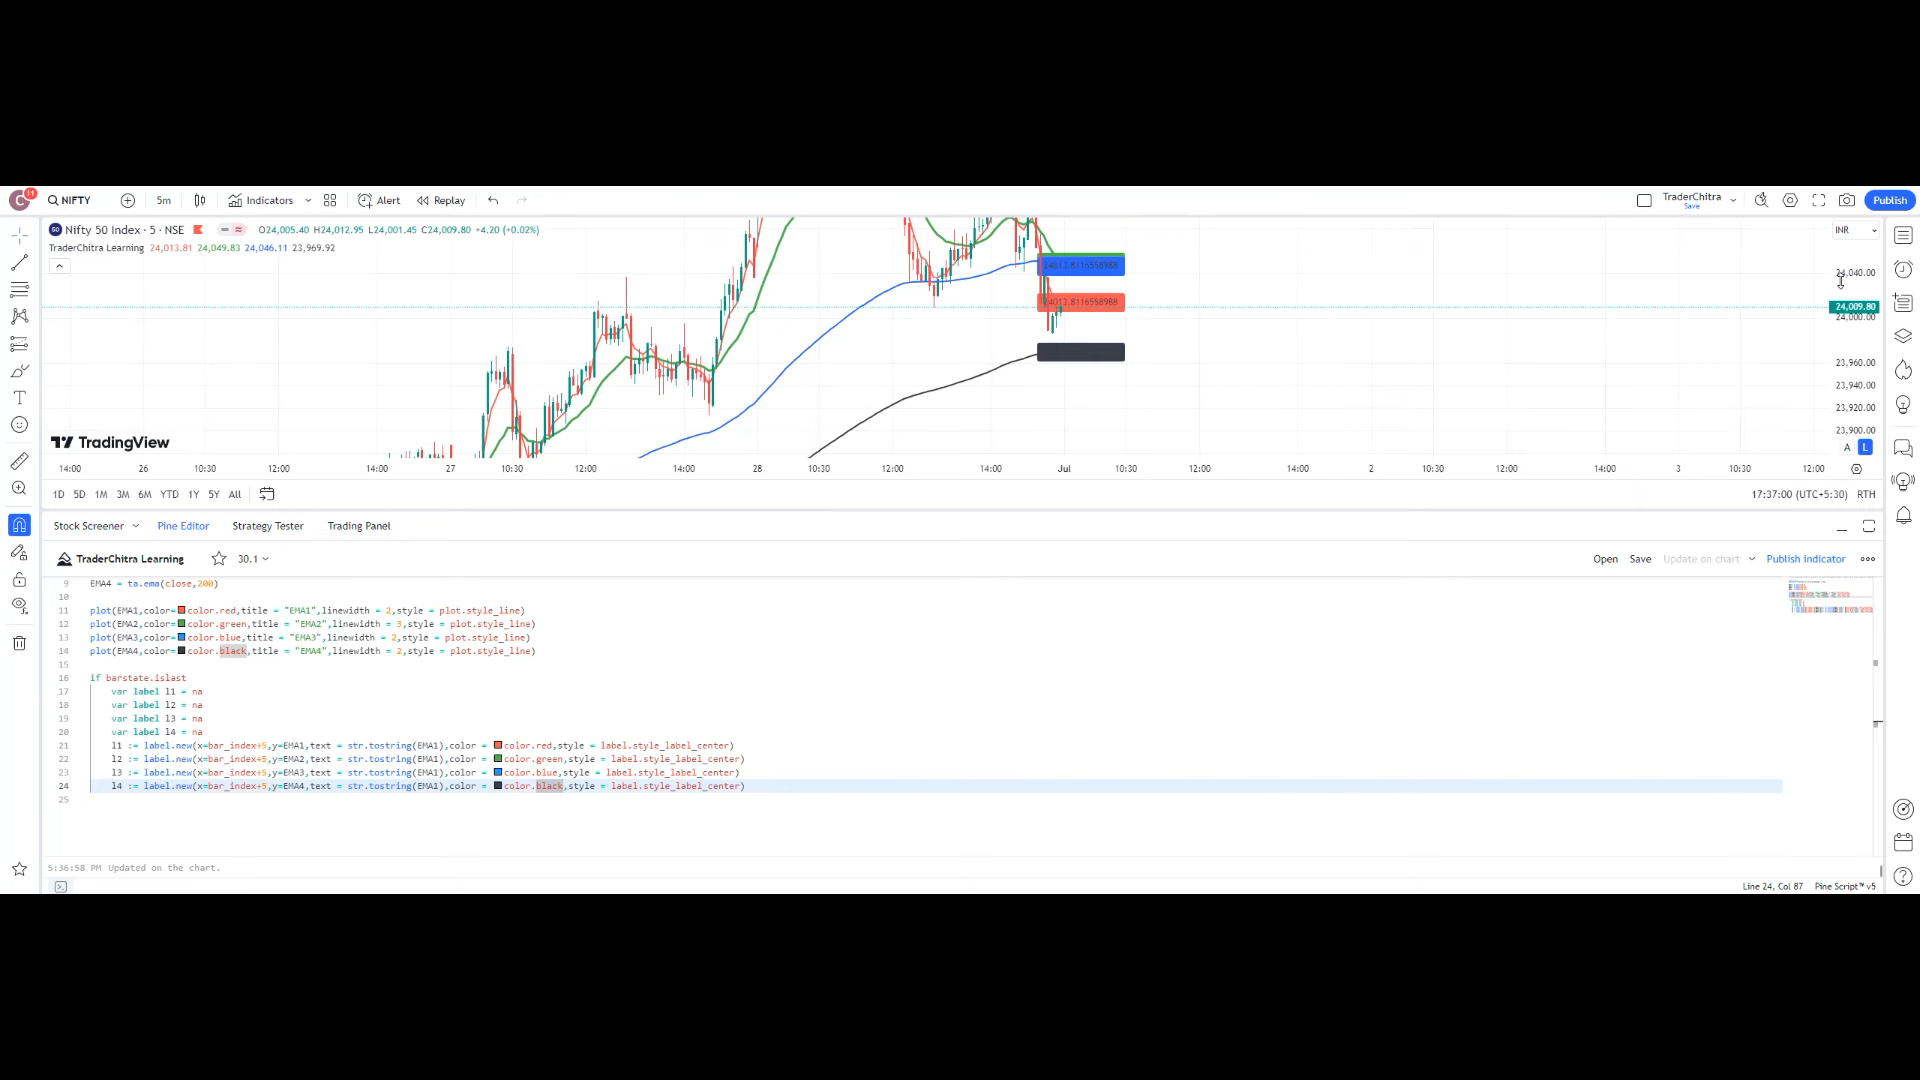 C 11 NIFTY 5m Indicators Alert Replay TraderChitra Save Publish
Nifty 50 Index · 5 · NSE O24,005.40 H24,012.95 L24,001.45 C24,009.80 +4.20 (+0.02%) INR
TraderChitra Learning 24,013.81 24,049.83 24,046.11 23,969.92
24013.8116558988
24,040.00
24013.8116558988
24,009.80
24,000.00
23,960.00
23,940.00
23,920.00
23,900.00
TradingView A L
14:00 26 10:30 12:00 14:00 27 10:30 12:00 14:00 28 10:30 12:00 14:00 Jul 10:30 12:00 14:00 2 10:30 12:00 14:00 3 10:30 12:00
1D 5D 1M 3M 6M YTD 1Y 5Y All 17:37:00 (UTC+5:30) RTH
Stock Screener Pine Editor Strategy Tester Trading Panel
TraderChitra Learning 30.1 Open Save Update on chart Publish indicator
9 EMA4 = ta.ema(close,200)
10
11 plot(EMA1,color=color.red,title = "EMA1",linewidth = 2,style = plot.style_line)
12 plot(EMA2,color=color.green,title = "EMA2",linewidth = 3,style = plot.style_line)
13 plot(EMA3,color=color.blue,title = "EMA3",linewidth = 2,style = plot.style_line)
14 plot(EMA4,color=color.black,title = "EMA4",linewidth = 2,style = plot.style_line)
15
16 if barstate.islast
17 var label l1 = na
18 var label l2 = na
19 var label l3 = na
20 var label l4 = na
21 l1 := label.new(x=bar_index+5,y=EMA1,text = str.tostring(EMA1),color = color.red,style = label.style_label_center)
22 l2 := label.new(x=bar_index+5,y=EMA2,text = str.tostring(EMA1),color = color.green,style = label.style_label_center)
23 l3 := label.new(x=bar_index+5,y=EMA3,text = str.tostring(EMA1),color = color.blue,style = label.style_label_center)
24 l4 := label.new(x=bar_index+5,y=EMA4,text = str.tostring(EMA1),color = color.black,style = label.style_label_center)
25
5:36:58 PM Updated on the chart.
Line 24, Col 87 Pine Script™ v5